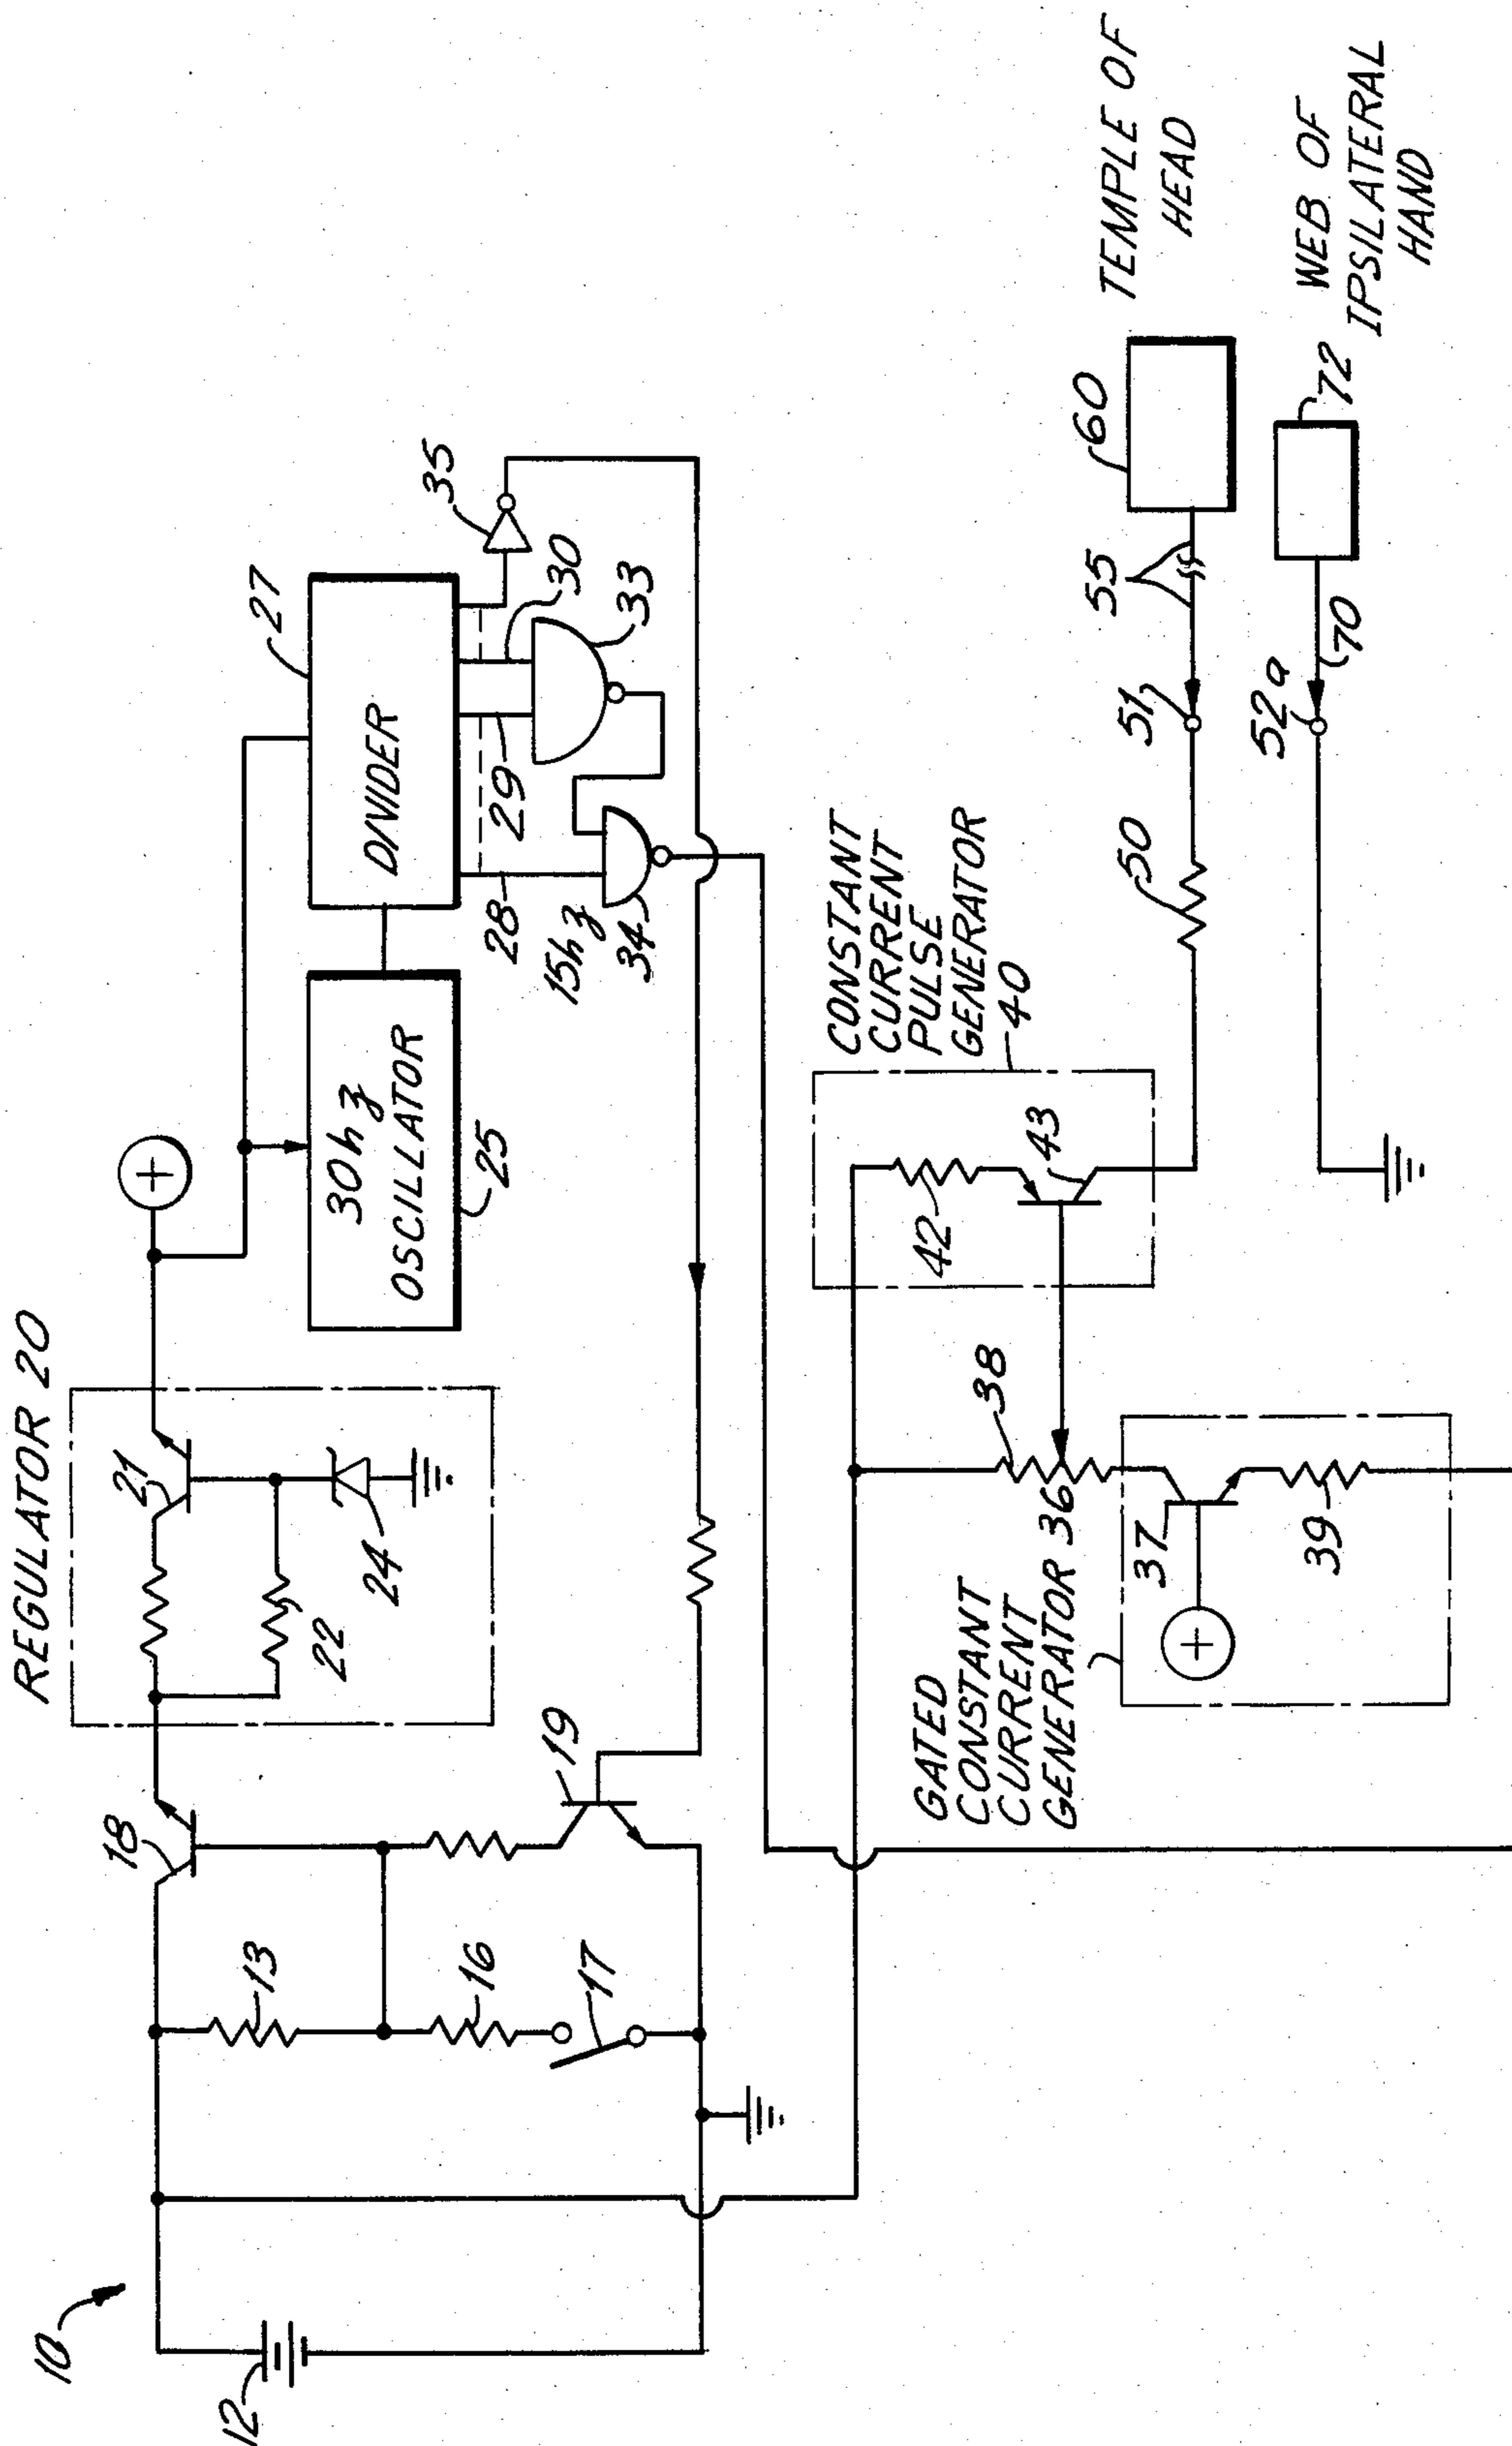 10
12
13
16
17
18
19
REGULATOR 20
21
22
24
30hz
OSCILLATOR
25
27
DIVIDER
28
15hz
29
30
33
34
35
GATED
CONSTANT
CURRENT
GENERATOR 36
37
38
39
CONSTANT
CURRENT
PULSE
GENERATOR
40
42
43
50
51
52a
55
60
70
72
TEMPLE OF
HEAD
WEB OF
IPSILATERAL
HAND